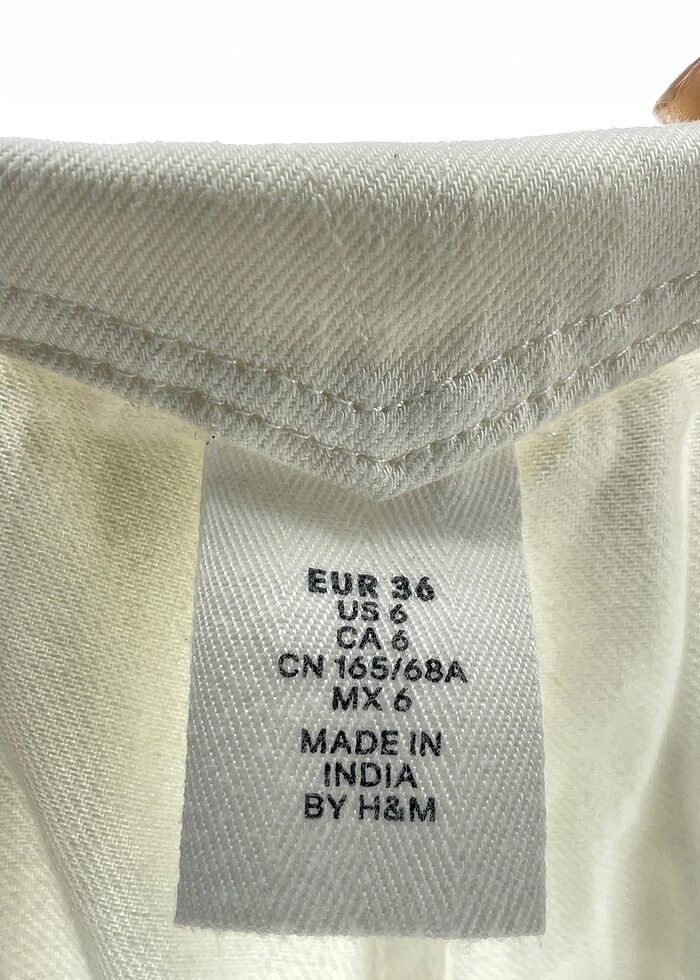 EUR 36
US 6
CA 6
CN 165/68A
MX 6
MADE IN
INDIA
BY H&M